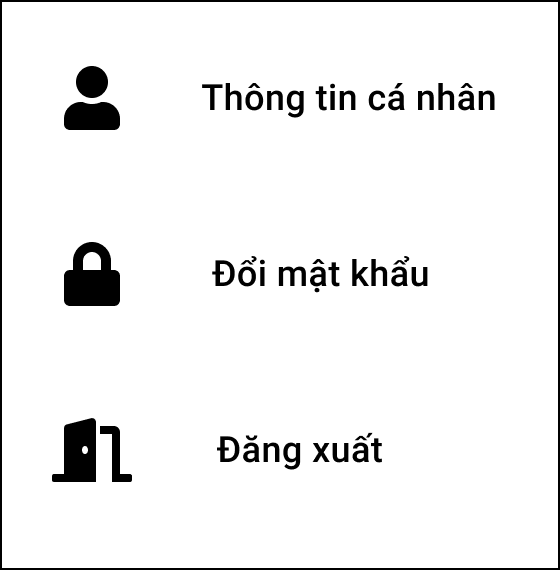 Thông tin cá nhân
Đổi mật khẩu
Đăng xuất